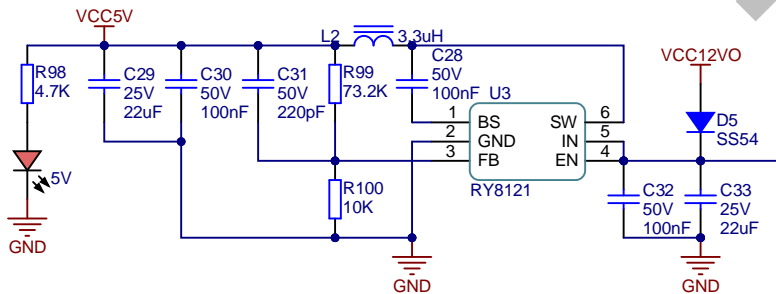 VCC5V
L2
3.3uH
VCC12VO
R98
4.7K
C29
25V
22uF
C30
50V
100nF
C31
50V
220pF
R99
73.2K
C28
50V
100nF
U3
1
2
3
BS
GND
FB
SW
IN
EN
6
5
4
RY8121
D5
SS54
5V
R100
10K
C32
50V
100nF
C33
25V
22uF
GND
GND
GND